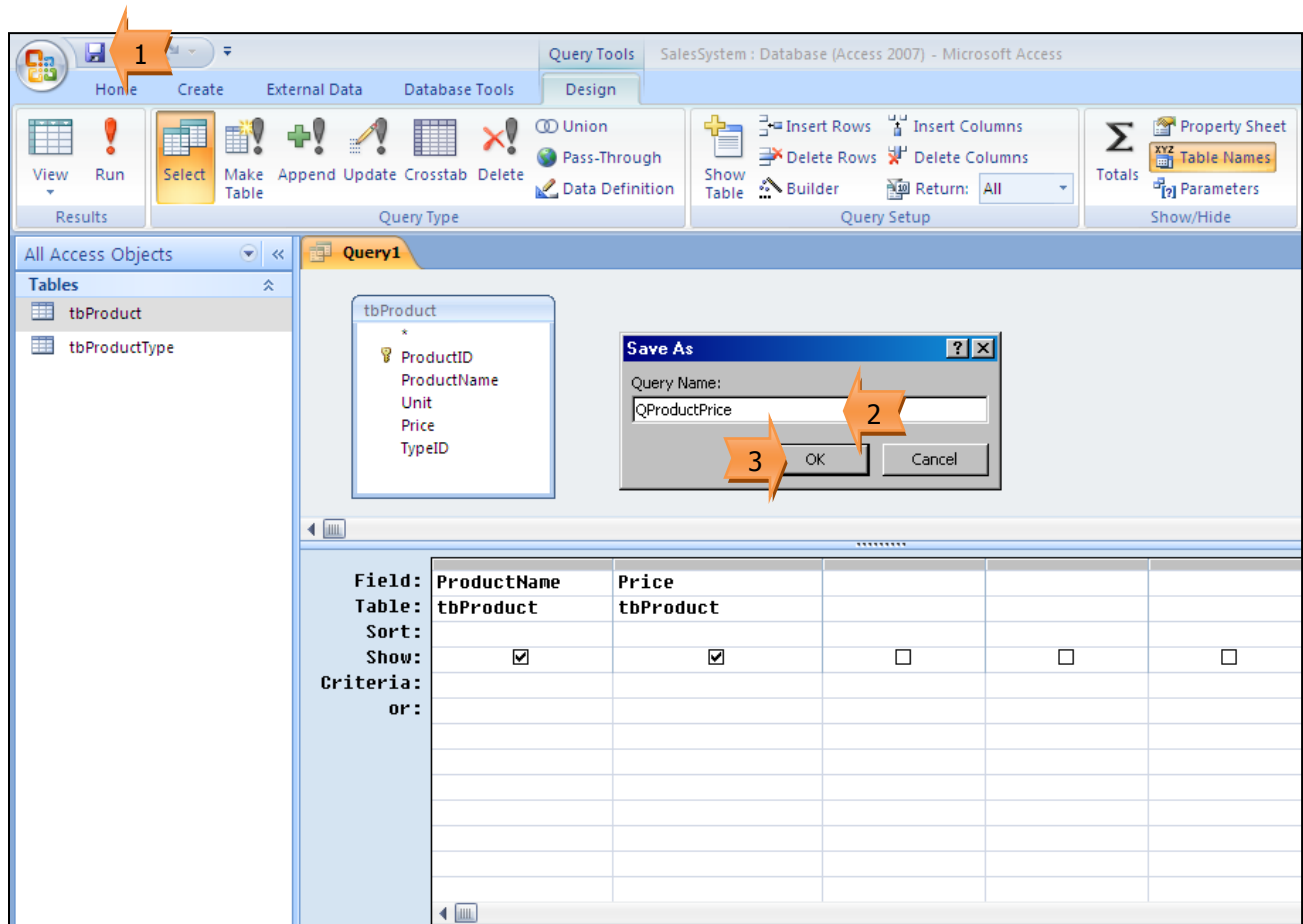 1
Query Tools SalesSystem : Database (Access 2007) - Microsoft Access
Home Create External Data Database Tools Design
View Run Select Make Table Append Update Crosstab Delete
Union
Pass-Through
Data Definition
Show Table
Insert Rows Insert Columns
Delete Rows Delete Columns
Builder Return: All
Totals
Property Sheet
XYZ Table Names
Parameters
Results Query Type Query Setup Show/Hide
All Access Objects
Tables
tbProduct
tbProductType
Query1
tbProduct
*
ProductID
ProductName
Unit
Price
TypeID
Save As
Query Name:
QProductPrice 2
3 OK Cancel
Field: ProductName Price
Table: tbProduct tbProduct
Sort:
Show:
Criteria:
or: